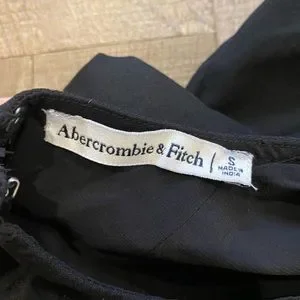 Abercrombie & Fitch
S
MADE IN
INDIA